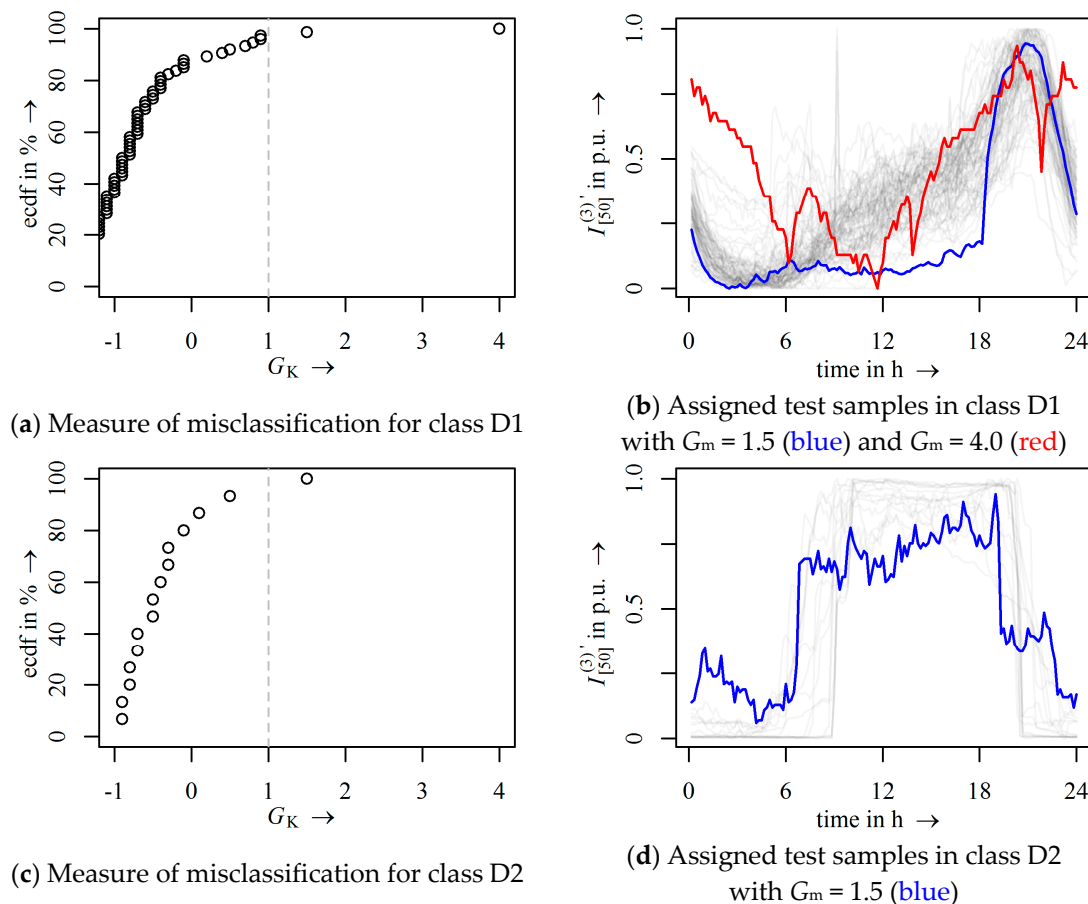 100
80
60
40
20
0
ecdf in % →
-1 0 1 2 3 4
G_K →
(a) Measure of misclassification for class D1
1.0
0.5
0
I_[50]^(3)' in p.u. →
0 6 12 18 24
time in h →
(b) Assigned test samples in class D1
with G_m = 1.5 (blue) and G_m = 4.0 (red)
100
80
60
40
20
0
ecdf in % →
-1 0 1 2 3 4
G_K →
(c) Measure of misclassification for class D2
1.0
0.5
0
I_[50]^(3)' in p.u. →
0 6 12 18 24
time in h →
(d) Assigned test samples in class D2
with G_m = 1.5 (blue)